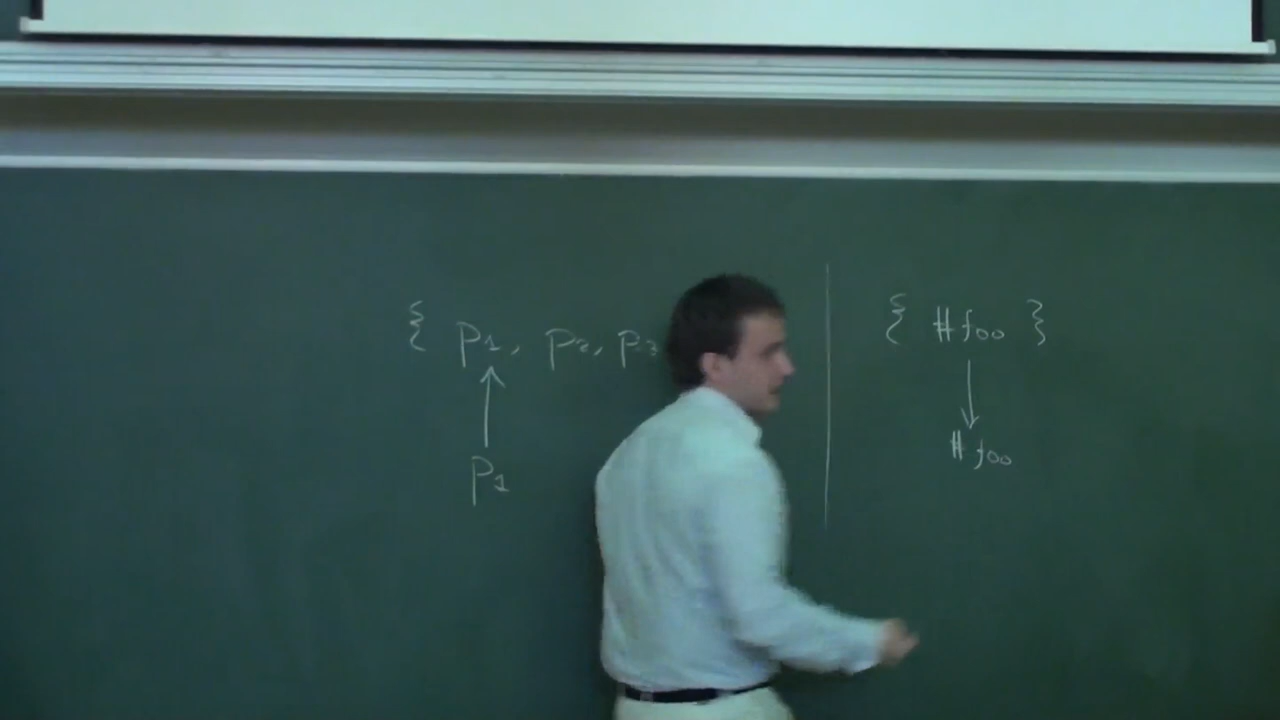 { p1, p2, p3
p1
{ #foo }
#foo